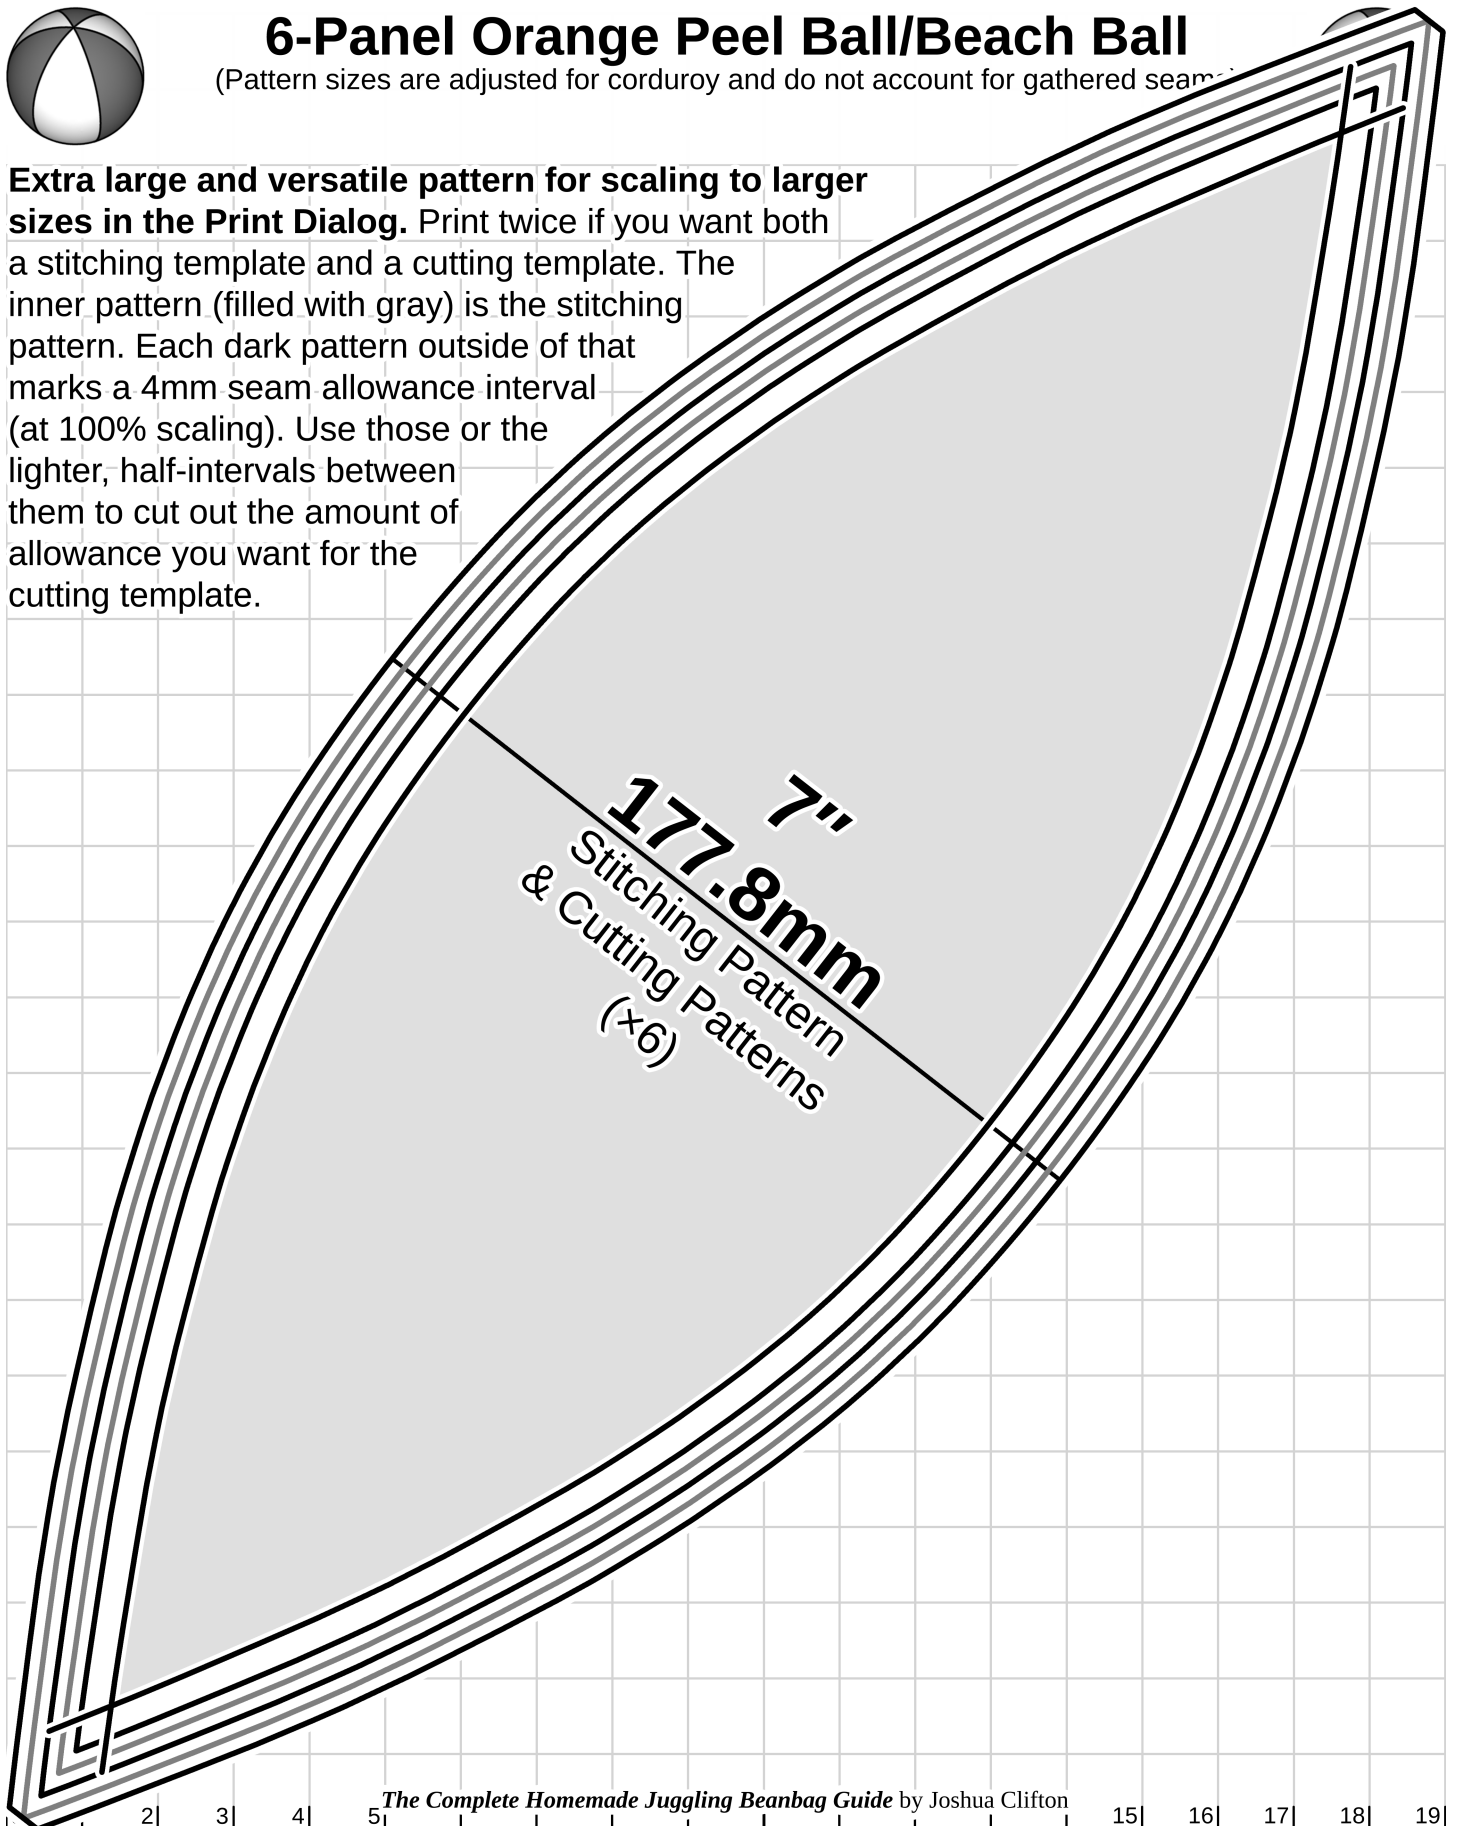 6-Panel Orange Peel Ball/Beach Ball
(Pattern sizes are adjusted for corduroy and do not account for gathered seams)
Extra large and versatile pattern for scaling to larger
sizes in the Print Dialog. Print twice if you want both
a stitching template and a cutting template. The
inner pattern (filled with gray) is the stitching
pattern. Each dark pattern outside of that
marks a 4mm seam allowance interval
(at 100% scaling). Use those or the
lighter, half-intervals between
them to cut out the amount of
allowance you want for the
cutting template.
7″
177.8mm
Stitching Pattern
& Cutting Patterns
(×6)
The Complete Homemade Juggling Beanbag Guide by Joshua Clifton
2 3 4 5 15 16 17 18 19